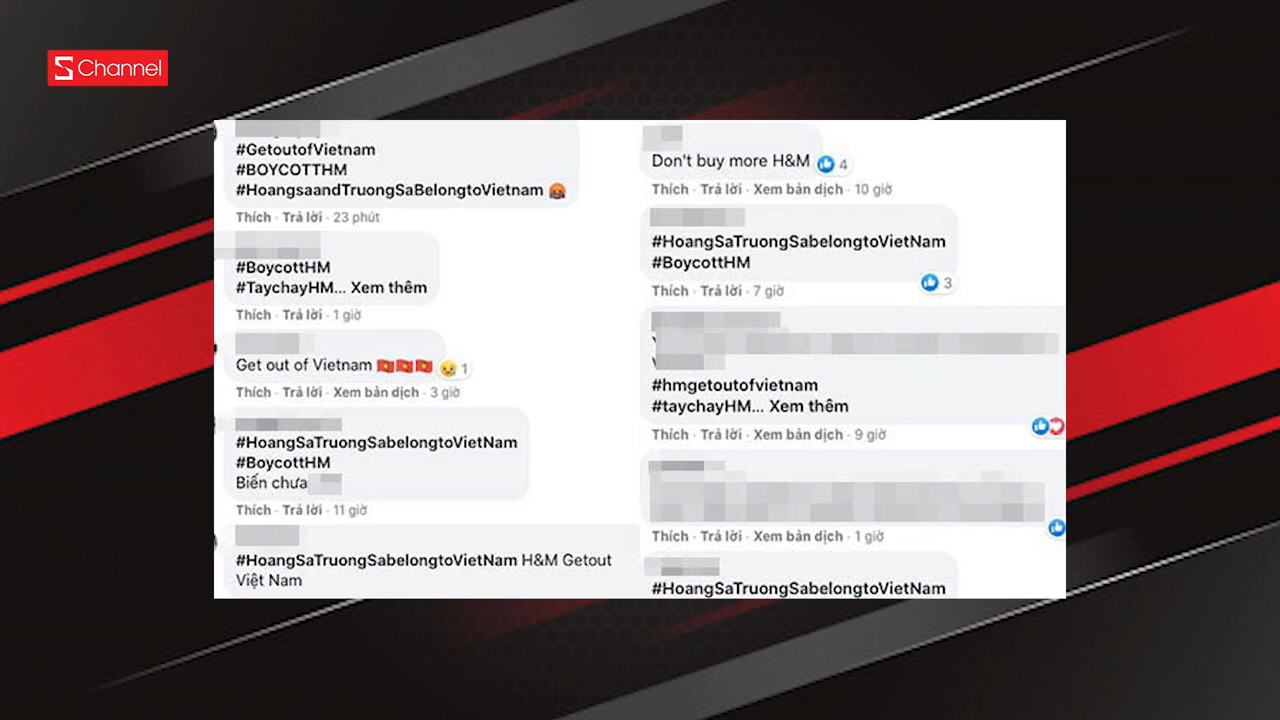 S Channel
#GetoutofVietnam
#BOYCOTTHM
#HoangsaandTruongSaBelongtoVietnam
Thích · Trả lời · 23 phút
#BoycottHM
#TaychayHM... Xem thêm
Thích · Trả lời · 1 giờ
Get out of Vietnam
1
Thích · Trả lời · Xem bản dịch · 3 giờ
#HoangSaTruongSabelongtoVietNam
#BoycottHM
Biến chưa
Thích · Trả lời · 11 giờ
#HoangSaTruongSabelongtoVietNam H&M Getout
Việt Nam
Don't buy more H&M
4
Thích · Trả lời · Xem bản dịch · 10 giờ
#HoangSaTruongSabelongtoVietNam
#BoycottHM
3
Thích · Trả lời · 7 giờ
#hmgetoutofvietnam
#taychayHM... Xem thêm
Thích · Trả lời · Xem bản dịch · 9 giờ
Thích · Trả lời · Xem bản dịch · 1 giờ
#HoangSaTruongSabelongtoVietNam